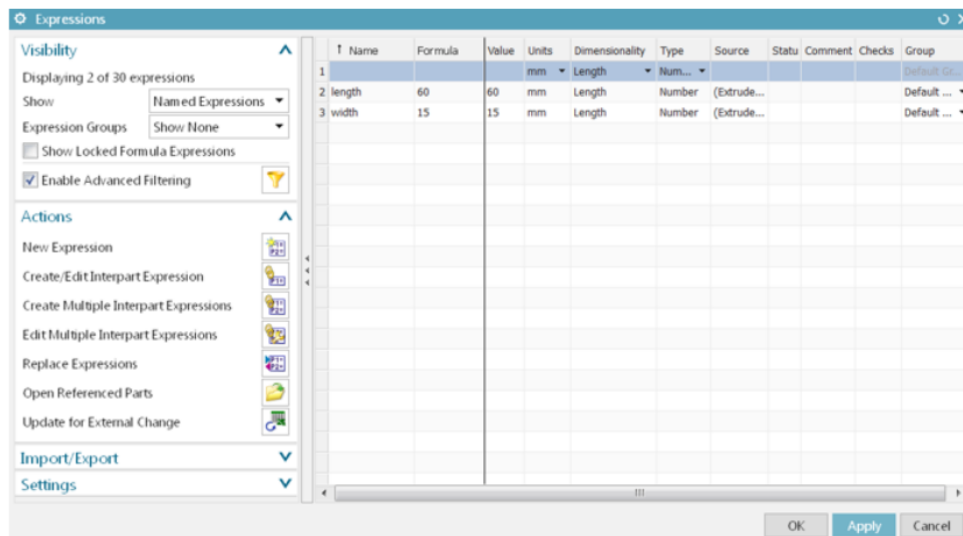 Expressions
Visibility
Displaying 2 of 30 expressions
Show Named Expressions
Expression Groups Show None
Show Locked Formula Expressions
Enable Advanced Filtering
Actions
New Expression
Create/Edit Interpart Expression
Create Multiple Interpart Expressions
Edit Multiple Interpart Expressions
Replace Expressions
Open Referenced Parts
Update for External Change
Import/Export
Settings
↑ Name Formula Value Units Dimensionality Type Source Statu Comment Checks Group
1 mm Length Num... Default Gr...
2 length 60 60 mm Length Number (Extrude... Default ...
3 width 15 15 mm Length Number (Extrude... Default ...
OK Apply Cancel